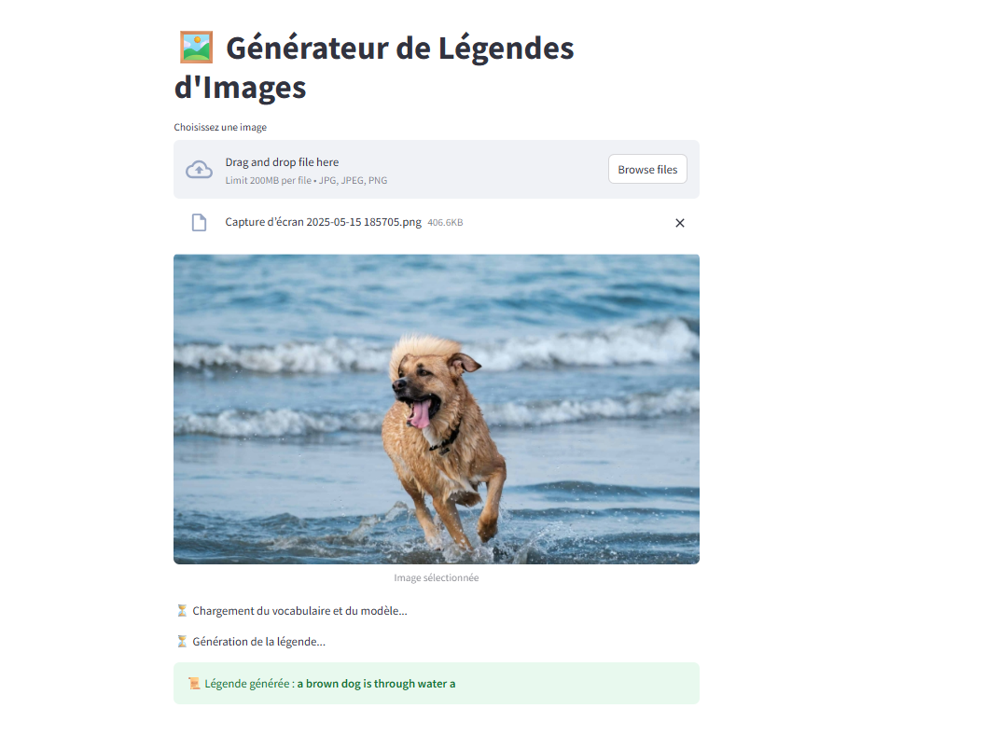 🖼️ Générateur de Légendes
d'Images
Choisissez une image
Drag and drop file here
Limit 200MB per file • JPG, JPEG, PNG
Browse files
Capture d’écran 2025-05-15 185705.png 406.6KB
Image sélectionnée
⏳ Chargement du vocabulaire et du modèle...
⏳ Génération de la légende...
📜 Légende générée : a brown dog is through water a